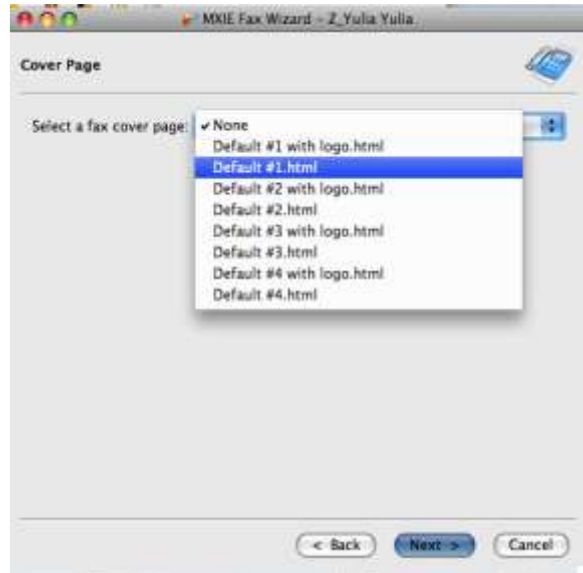 MXIE Fax Wizard – Z_Yulia Yulia
Cover Page
Select a fax cover page: ✓ None
Default #1 with logo.html
Default #1.html
Default #2 with logo.html
Default #2.html
Default #3 with logo.html
Default #3.html
Default #4 with logo.html
Default #4.html
< Back Next > Cancel